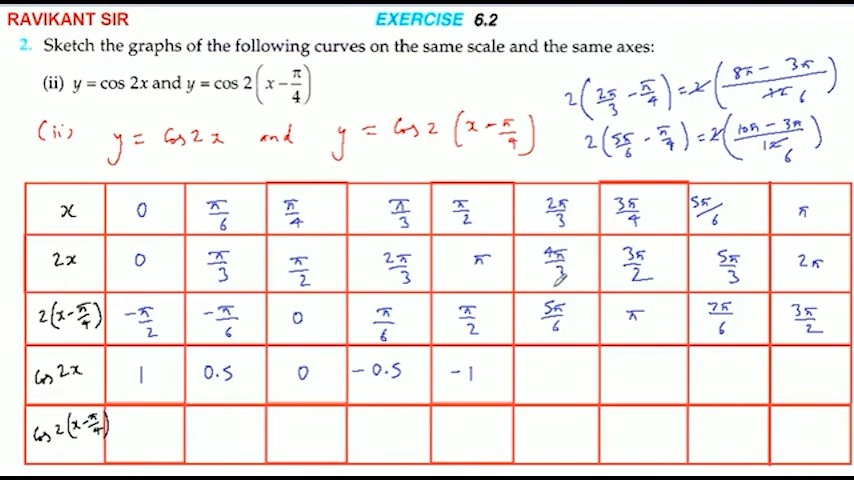 RAVIKANT SIR
EXERCISE 6.2
2. Sketch the graphs of the following curves on the same scale and the same axes:
(ii) y = cos 2x and y = cos 2(x − π/4)
2(2π/3 − π/4) = 2(8π − 3π / 12 6)
2(5π/6 − π/4) = 2(10π − 3π / 12 6)
(ii) y = Cos 2x and y = Cos 2(x − π/4)
x 0 π/6 π/4 π/3 π/2 2π/3 3π/4 5π/6 π
2x 0 π/3 π/2 2π/3 π 4π/3 3π/2 5π/3 2π
2(x − π/4) −π/2 −π/6 0 π/6 π/2 5π/6 π 7π/6 3π/2
Cos 2x 1 0.5 0 −0.5 −1
Cos 2(x − π/4)